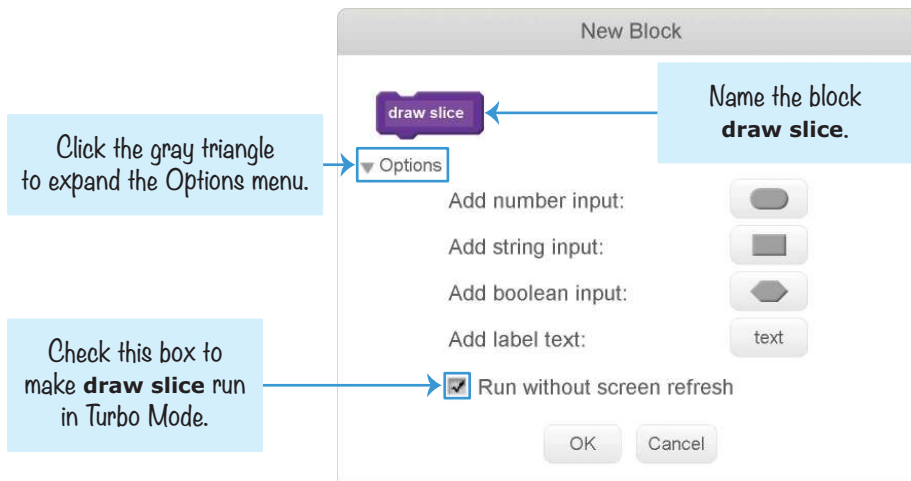 New Block
draw slice
Name the block
draw slice.
Click the gray triangle
to expand the Options menu.
Options
Add number input:
Add string input:
Add boolean input:
Add label text:
text
Check this box to
make draw slice run
in Turbo Mode.
Run without screen refresh
OK
Cancel